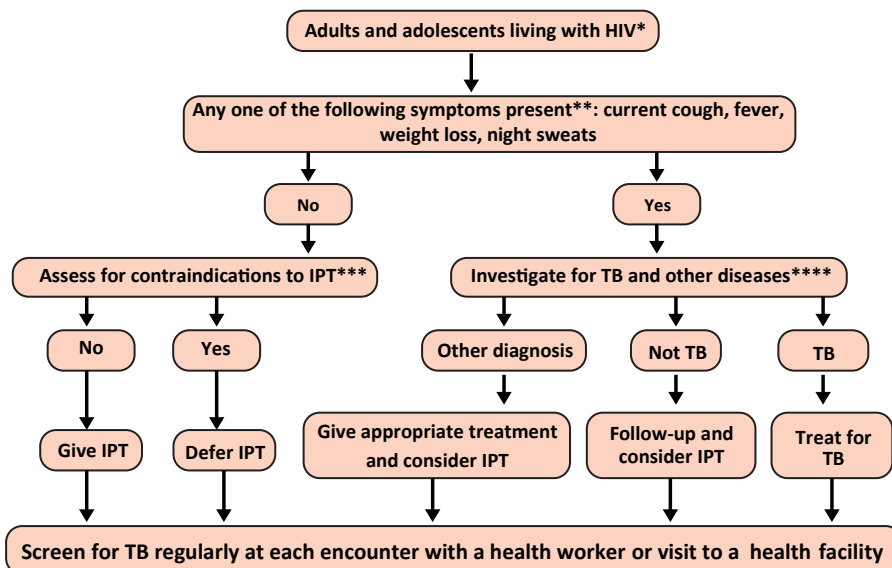 Adults and adolescents living with HIV*
Any one of the following symptoms present**: current cough, fever,
weight loss, night sweats
No
Yes
Assess for contraindications to IPT***
Investigate for TB and other diseases****
No
Yes
Other diagnosis
Not TB
TB
Give IPT
Defer IPT
Give appropriate treatment
and consider IPT
Follow-up and
consider IPT
Treat for
TB
Screen for TB regularly at each encounter with a health worker or visit to a health facility